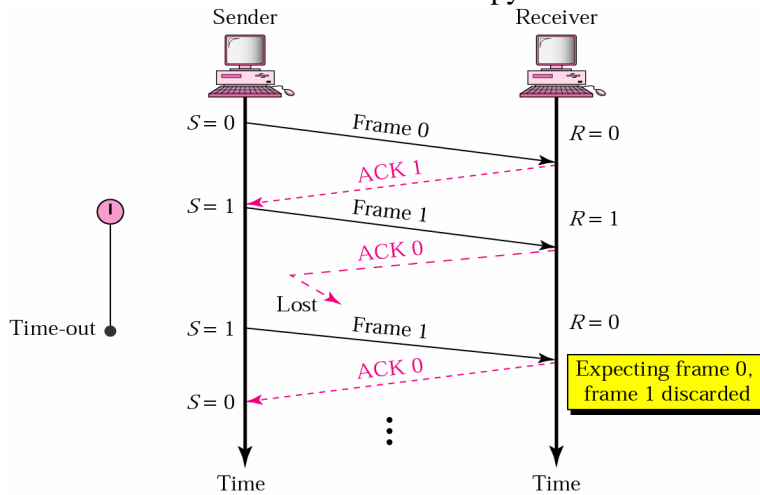 py
Sender Receiver
S = 0 Frame 0 R = 0
ACK 1
S = 1 Frame 1 R = 1
ACK 0
Lost
Time-out S = 1 Frame 1 R = 0
ACK 0 Expecting frame 0,
frame 1 discarded
S = 0
Time Time